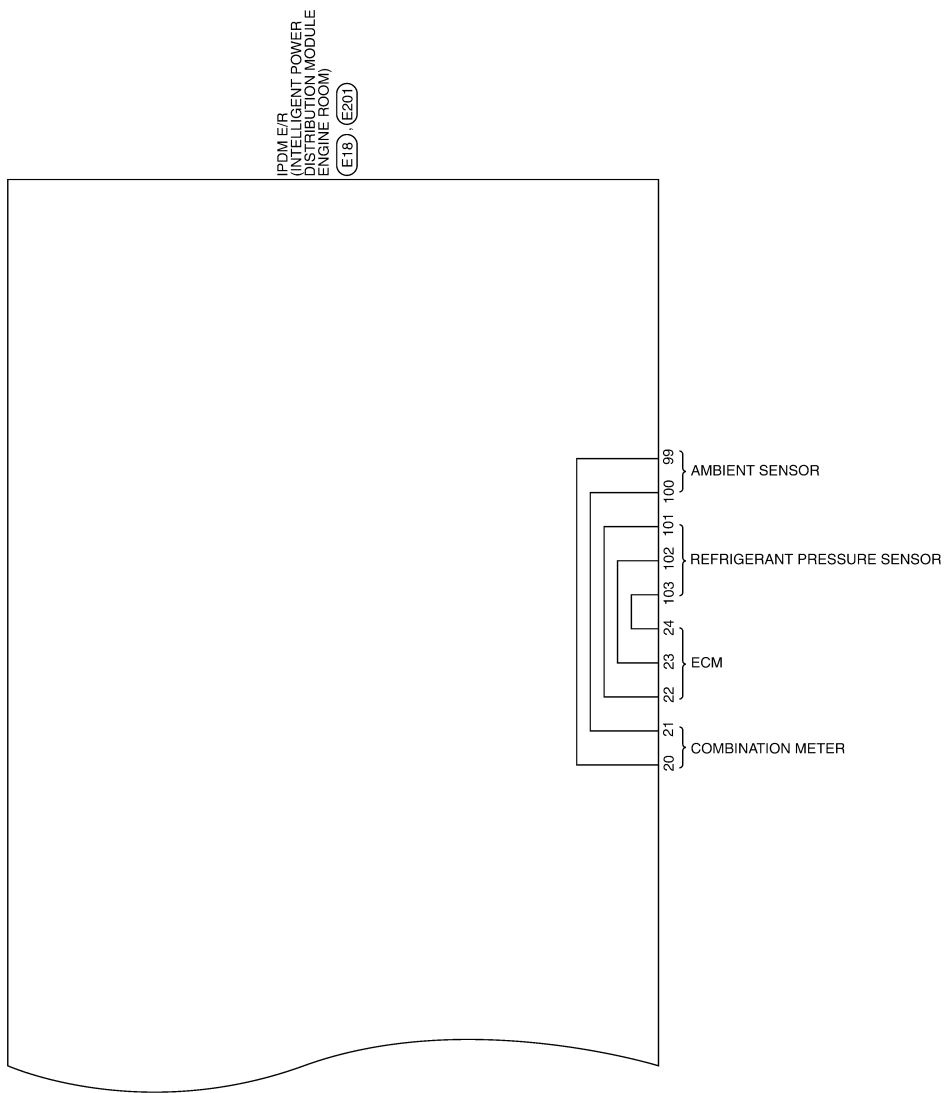 IPDM E/R
(INTELLIGENT POWER
DISTRIBUTION MODULE
ENGINE ROOM)
E18 , E201
99
AMBIENT SENSOR
100
101
102
REFRIGERANT PRESSURE SENSOR
103
24
23
ECM
22
21
COMBINATION METER
20